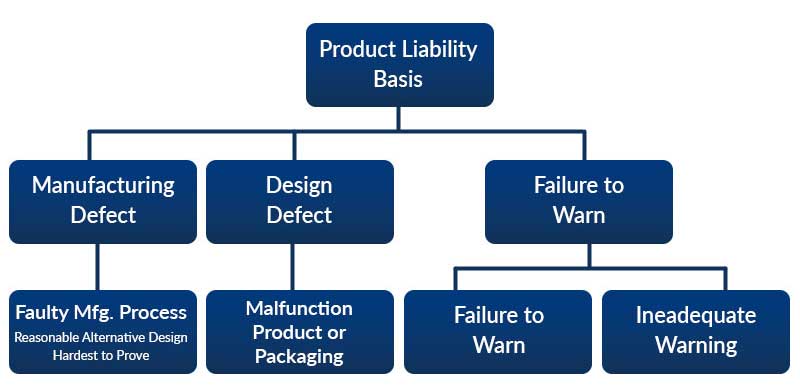 Product Liability
Basis
Manufacturing
Defect
Design
Defect
Failure to
Warn
Faulty Mfg. Process
Reasonable Alternative Design
Hardest to Prove
Malfunction
Product or
Packaging
Failure to
Warn
Ineadequate
Warning